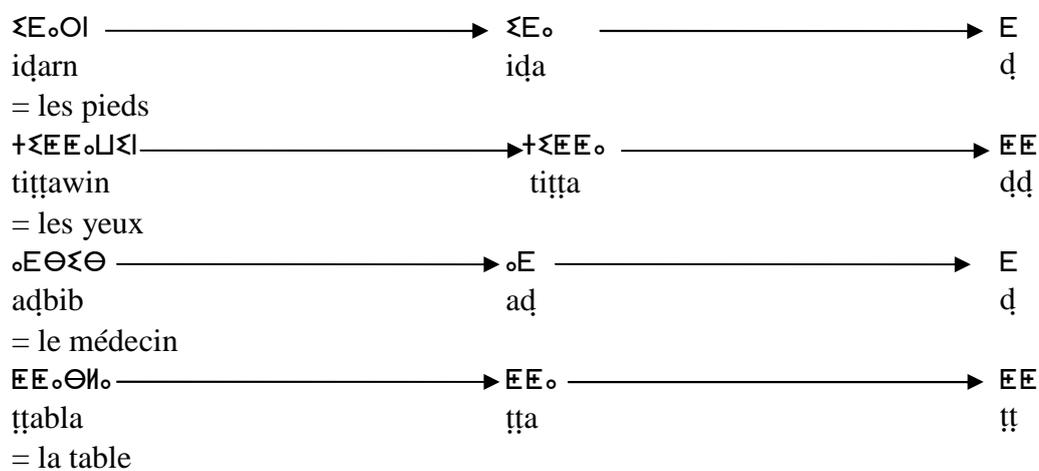 ⵉⴹⴰⵔⵏ ⵉⴹⴰ ⴹ
iḍarn iḍa ḍ
= les pieds
ⵜⵉⵟⵟⴰⵡⵉⵏ ⵜⵉⵟⵟⴰ ⵟⵟ
tiṭṭawin tiṭṭa ḍḍ
= les yeux
ⴰⴹⴱⵉⴱ ⴰⴹ ⴹ
aḍbib aḍ ḍ
= le médecin
ⵟⵟⴰⴱⵍⴰ ⵟⵟⴰ ⵟⵟ
ṭṭabla ṭṭa ṭṭ
= la table